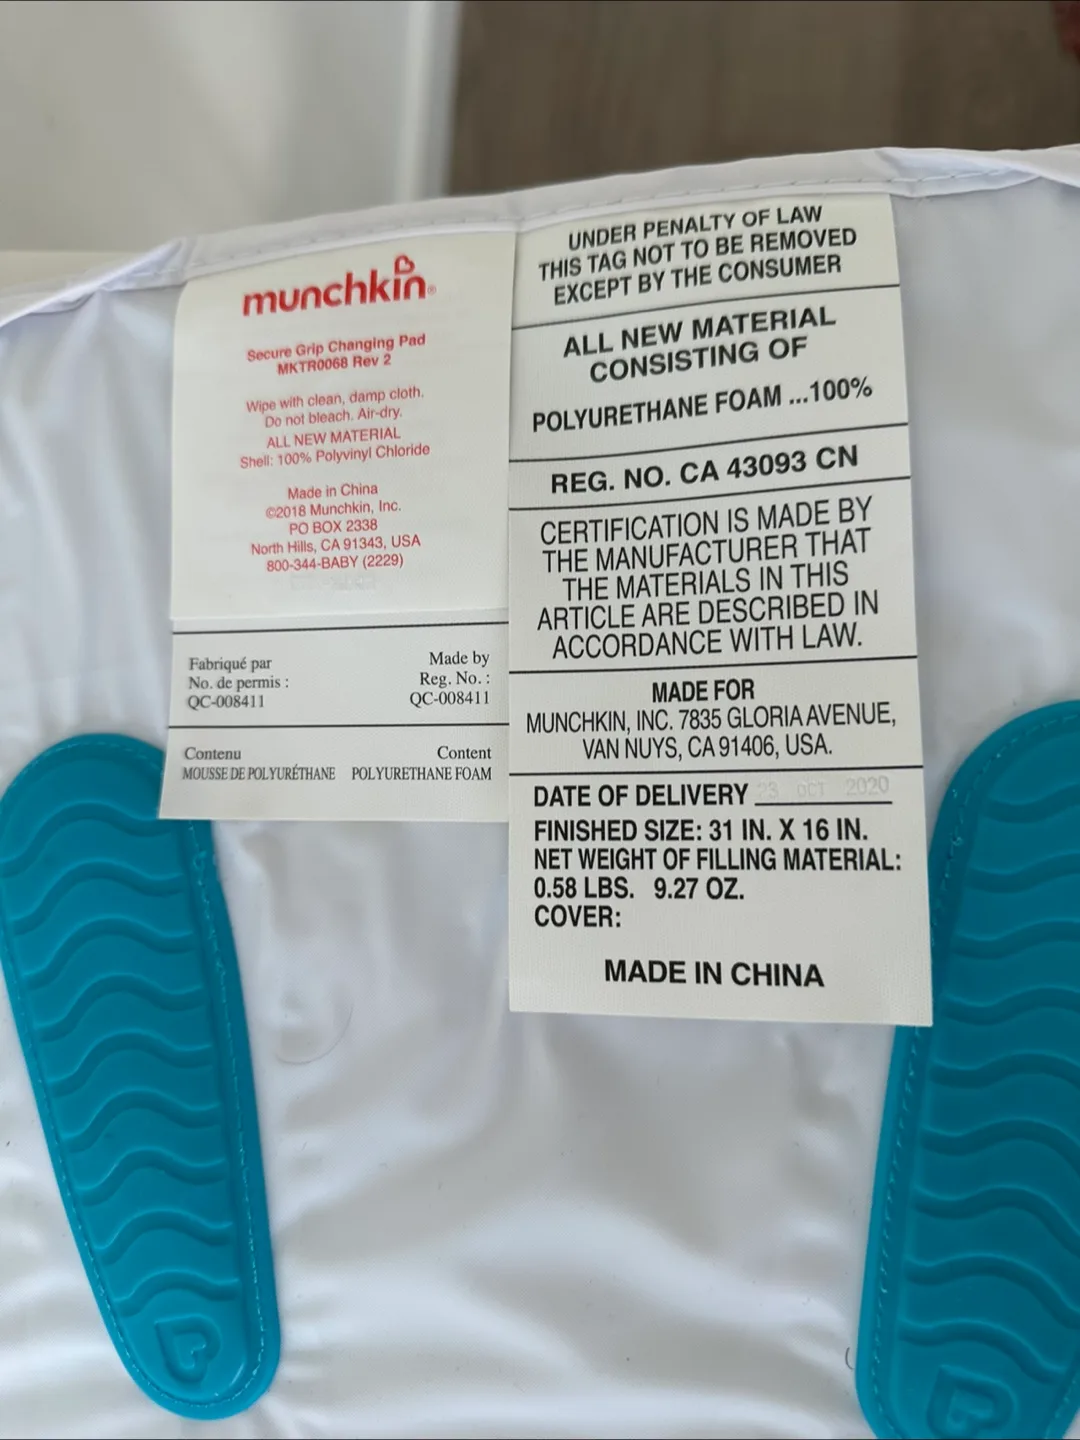 munchkin®
Secure Grip Changing Pad
MKTR0068 Rev 2
Wipe with clean, damp cloth.
Do not bleach. Air-dry.
ALL NEW MATERIAL
Shell: 100% Polyvinyl Chloride
Made in China
©2018 Munchkin, Inc.
PO BOX 2338
North Hills, CA 91343, USA
800-344-BABY (2229)
Fabriqué par Made by
No. de permis : Reg. No. :
QC-008411 QC-008411
Contenu Content
MOUSSE DE POLYURÉTHANE POLYURETHANE FOAM
UNDER PENALTY OF LAW
THIS TAG NOT TO BE REMOVED
EXCEPT BY THE CONSUMER
ALL NEW MATERIAL
CONSISTING OF
POLYURETHANE FOAM ...100%
REG. NO. CA 43093 CN
CERTIFICATION IS MADE BY
THE MANUFACTURER THAT
THE MATERIALS IN THIS
ARTICLE ARE DESCRIBED IN
ACCORDANCE WITH LAW.
MADE FOR
MUNCHKIN, INC. 7835 GLORIA AVENUE,
VAN NUYS, CA 91406, USA.
DATE OF DELIVERY 23 OCT 2020
FINISHED SIZE: 31 IN. X 16 IN.
NET WEIGHT OF FILLING MATERIAL:
0.58 LBS. 9.27 OZ.
COVER:
MADE IN CHINA